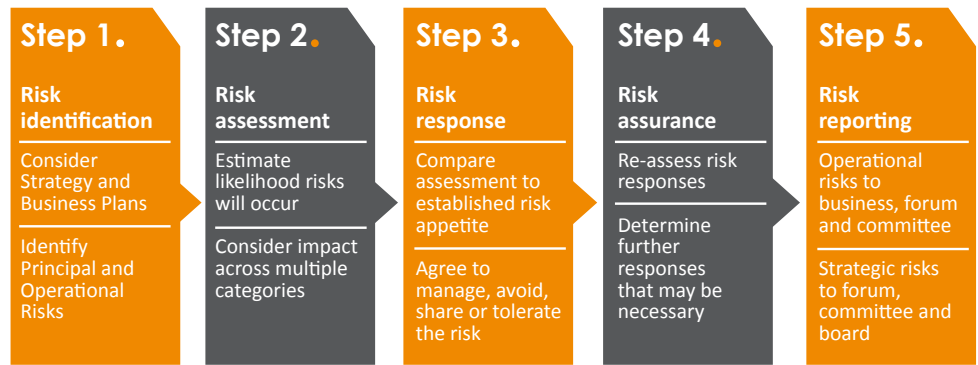 Step 1.
Risk
identification
Consider
Strategy and
Business Plans
Identify
Principal and
Operational
Risks
Step 2.
Risk
assessment
Estimate
likelihood risks
will occur
Consider impact
across multiple
categories
Step 3.
Risk
response
Compare
assessment to
established risk
appetite
Agree to
manage, avoid,
share or tolerate
the risk
Step 4.
Risk
assurance
Re-assess risk
responses
Determine
further
responses
that may be
necessary
Step 5.
Risk
reporting
Operational
risks to
business, forum
and committee
Strategic risks
to forum,
committee and
board